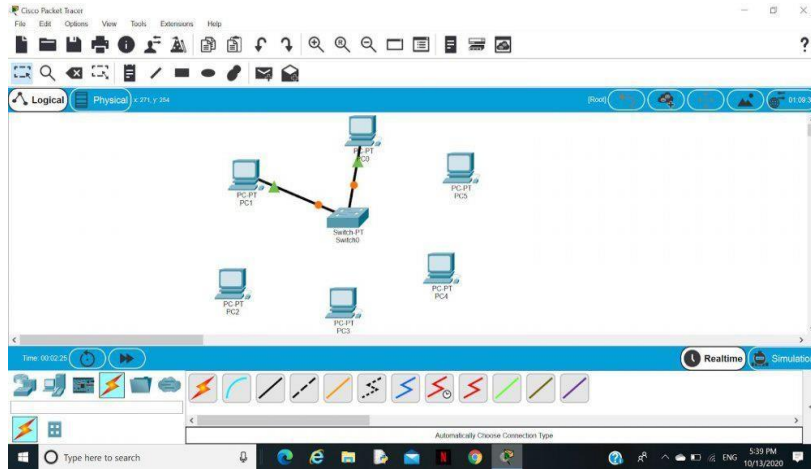 Cisco Packet Tracer
File Edit Options View Tools Extensions Help
?
Logical
Physical
x: 271, y: 354
[Root]
PC-PT
PC0
PC-PT
PC1
PC-PT
PC5
Switch-PT
Switch0
PC-PT
PC4
PC-PT
PC2
PC-PT
PC3
Time: 00:02:25
Realtime
Simulation
Automatically Choose Connection Type
Type here to search
ENG
5:39 PM
10/13/2020